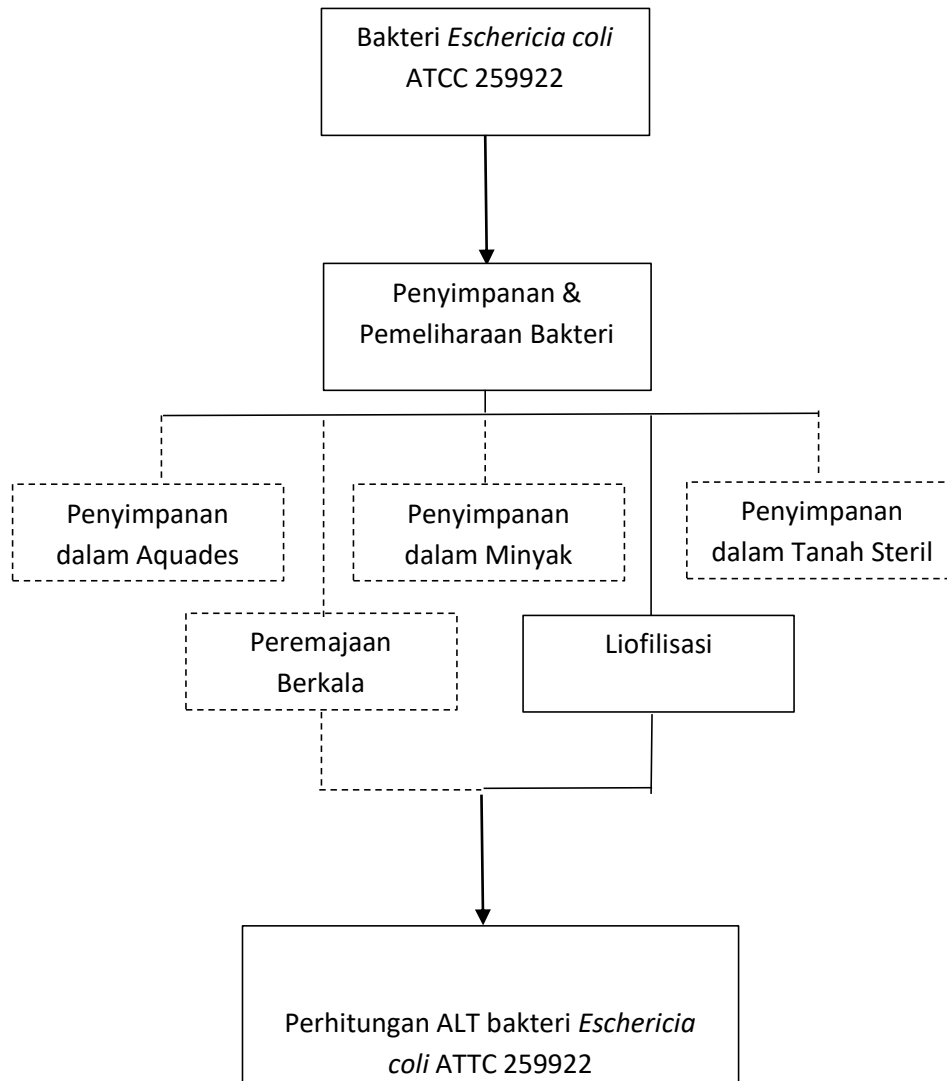 Bakteri Eschericia coli
ATCC 259922
Penyimpanan &
Pemeliharaan Bakteri
Penyimpanan
dalam Aquades
Penyimpanan
dalam Minyak
Penyimpanan
dalam Tanah Steril
Peremajaan
Berkala
Liofilisasi
Perhitungan ALT bakteri Eschericia
coli ATTC 259922